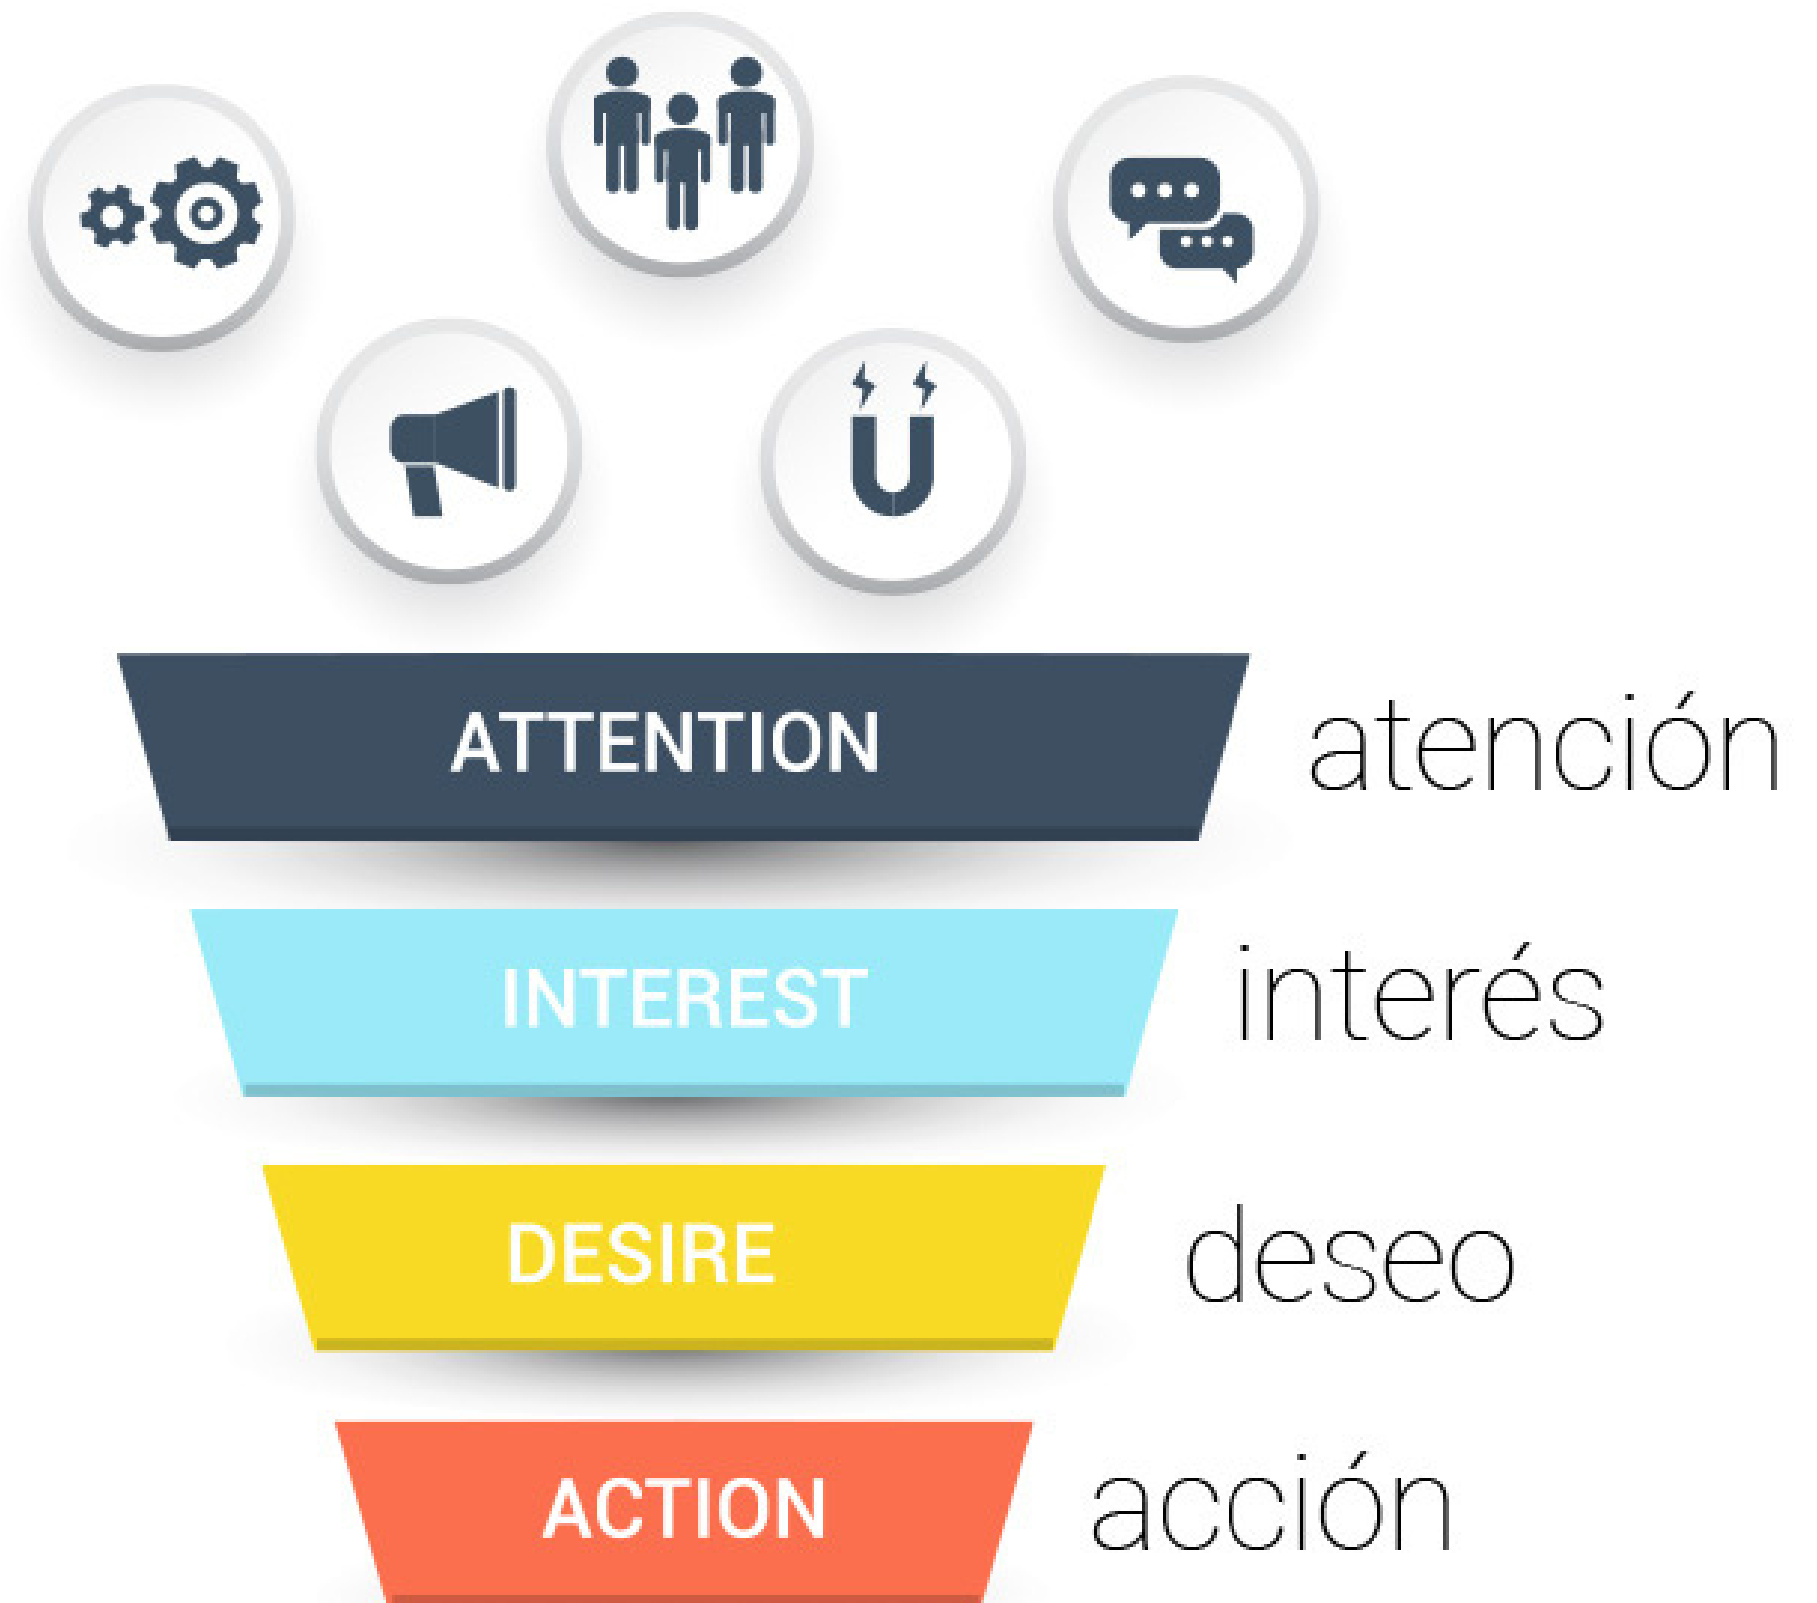 ATTENTION
atención
INTEREST
interés
DESIRE
deseo
ACTION
acción